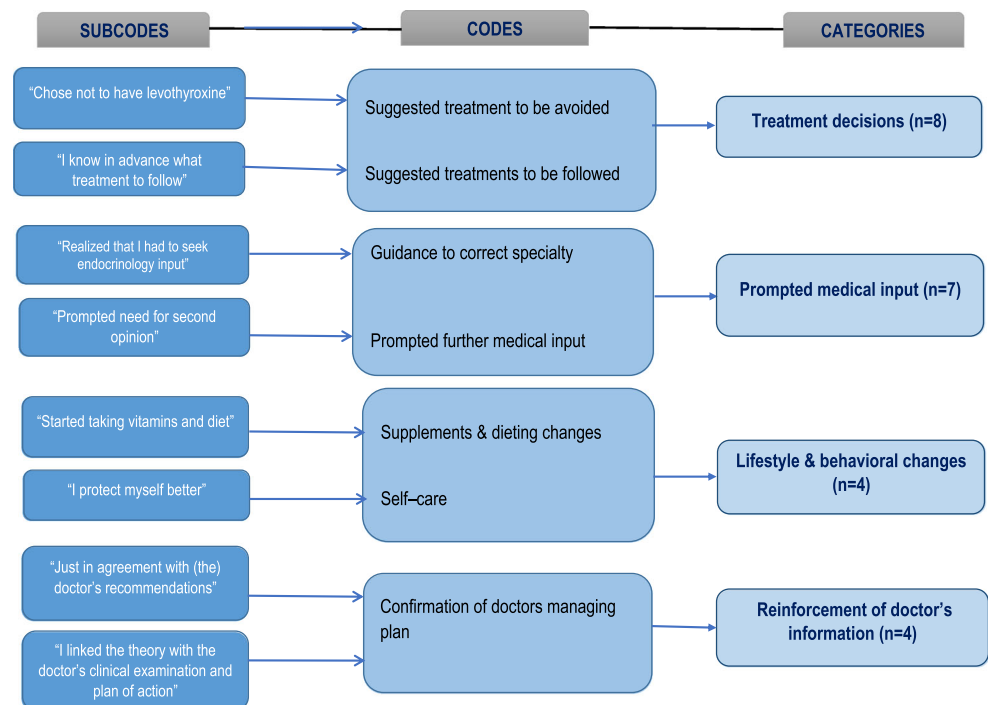 SUBCODES
CODES
CATEGORIES
“Chose not to have levothyroxine”
“I know in advance what
treatment to follow”
Suggested treatment to be avoided
Suggested treatments to be followed
Treatment decisions (n=8)
“Realized that I had to seek
endocrinology input”
“Prompted need for second
opinion”
Guidance to correct specialty
Prompted further medical input
Prompted medical input (n=7)
“Started taking vitamins and diet”
“I protect myself better”
Supplements & dieting changes
Self–care
Lifestyle & behavioral changes
(n=4)
“Just in agreement with (the)
doctor’s recommendations”
“I linked the theory with the
doctor’s clinical examination and
plan of action”
Confirmation of doctors managing
plan
Reinforcement of doctor’s
information (n=4)